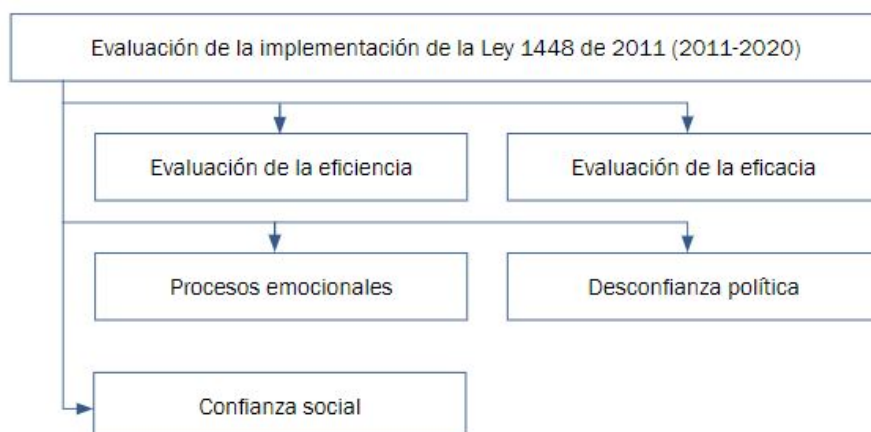 Evaluación de la implementación de la Ley 1448 de 2011 (2011-2020)
Evaluación de la eficiencia
Evaluación de la eficacia
Procesos emocionales
Desconfianza política
Confianza social